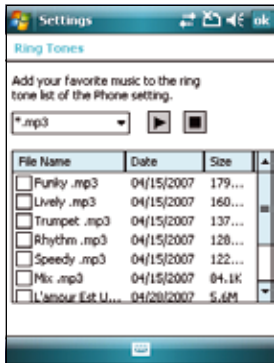 Settings ok
Ring Tones
Add your favorite music to the ring
tone list of the Phone setting.
*.mp3
File Name Date Size
Funky .mp3 04/15/2007 179...
Lively .mp3 04/15/2007 160...
Trumpet .mp3 04/15/2007 137...
Rhythm .mp3 04/15/2007 128...
Speedy .mp3 04/15/2007 122...
Mix .mp3 04/15/2007 84.1K
L'amour Est U... 04/28/2007 5.6M